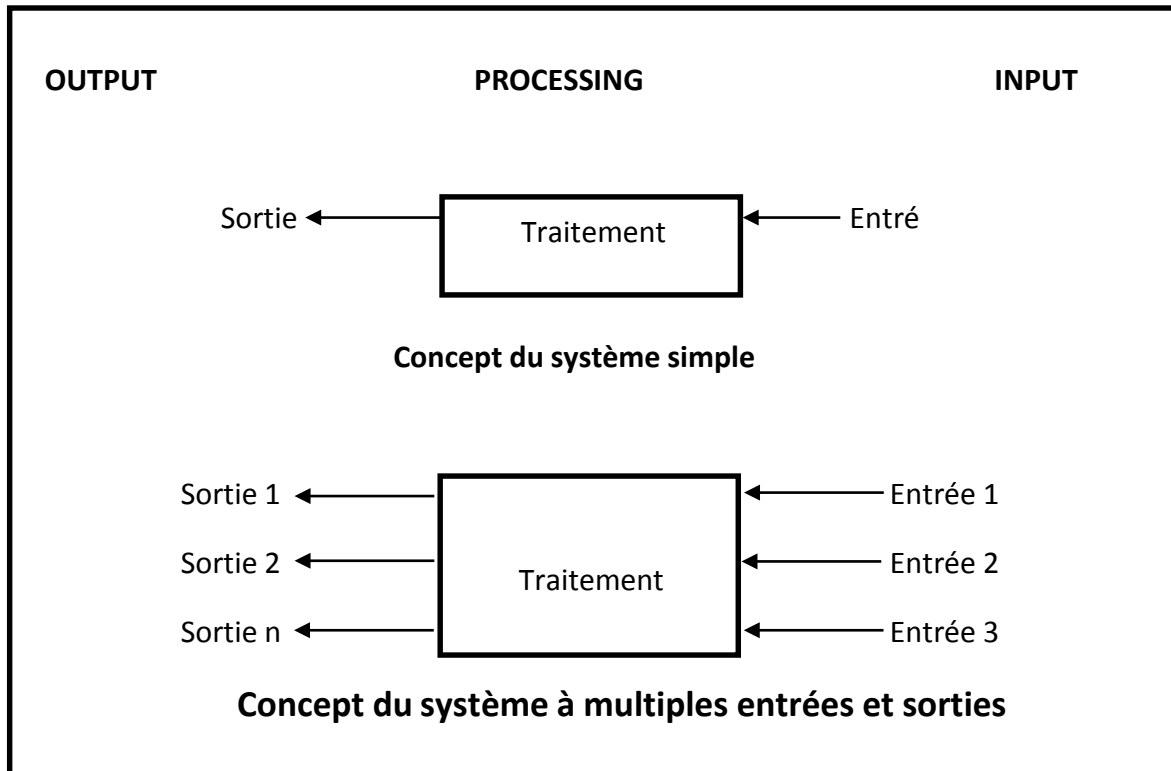 OUTPUT PROCESSING INPUT
Sortie Traitement Entré
Concept du système simple
Sortie 1 Entrée 1
Sortie 2 Traitement Entrée 2
Sortie n Entrée 3
Concept du système à multiples entrées et sorties